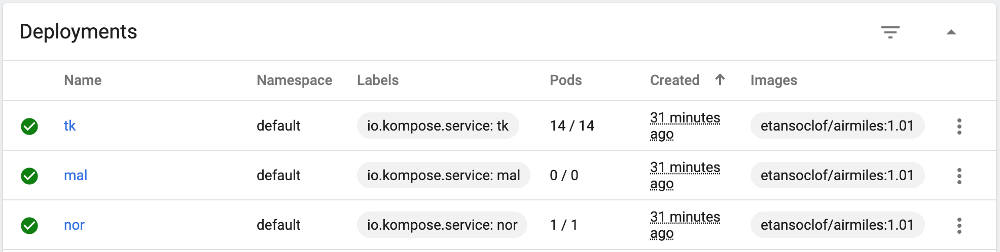 Deployments
Name Namespace Labels Pods Created Images
tk default io.kompose.service: tk 14 / 14 31 minutes ago etansoclof/airmiles:1.01
mal default io.kompose.service: mal 0 / 0 31 minutes ago etansoclof/airmiles:1.01
nor default io.kompose.service: nor 1 / 1 31 minutes ago etansoclof/airmiles:1.01